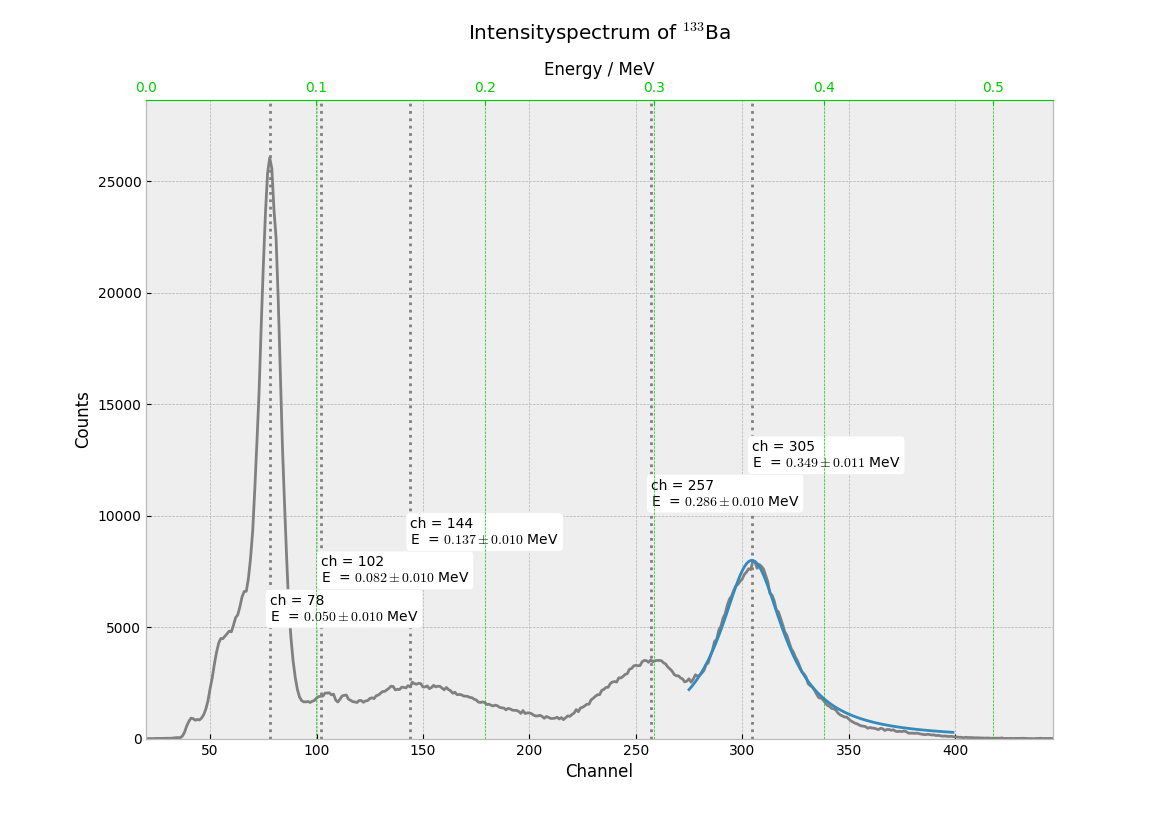 Intensityspectrum of ¹³³Ba
Energy / MeV
0.0 0.1 0.2 0.3 0.4 0.5
25000
20000
15000
10000
5000
0
Counts
ch = 305
E = 0.349 ± 0.011 MeV
ch = 257
E = 0.286 ± 0.010 MeV
ch = 144
E = 0.137 ± 0.010 MeV
ch = 102
E = 0.082 ± 0.010 MeV
ch = 78
E = 0.050 ± 0.010 MeV
50 100 150 200 250 300 350 400
Channel